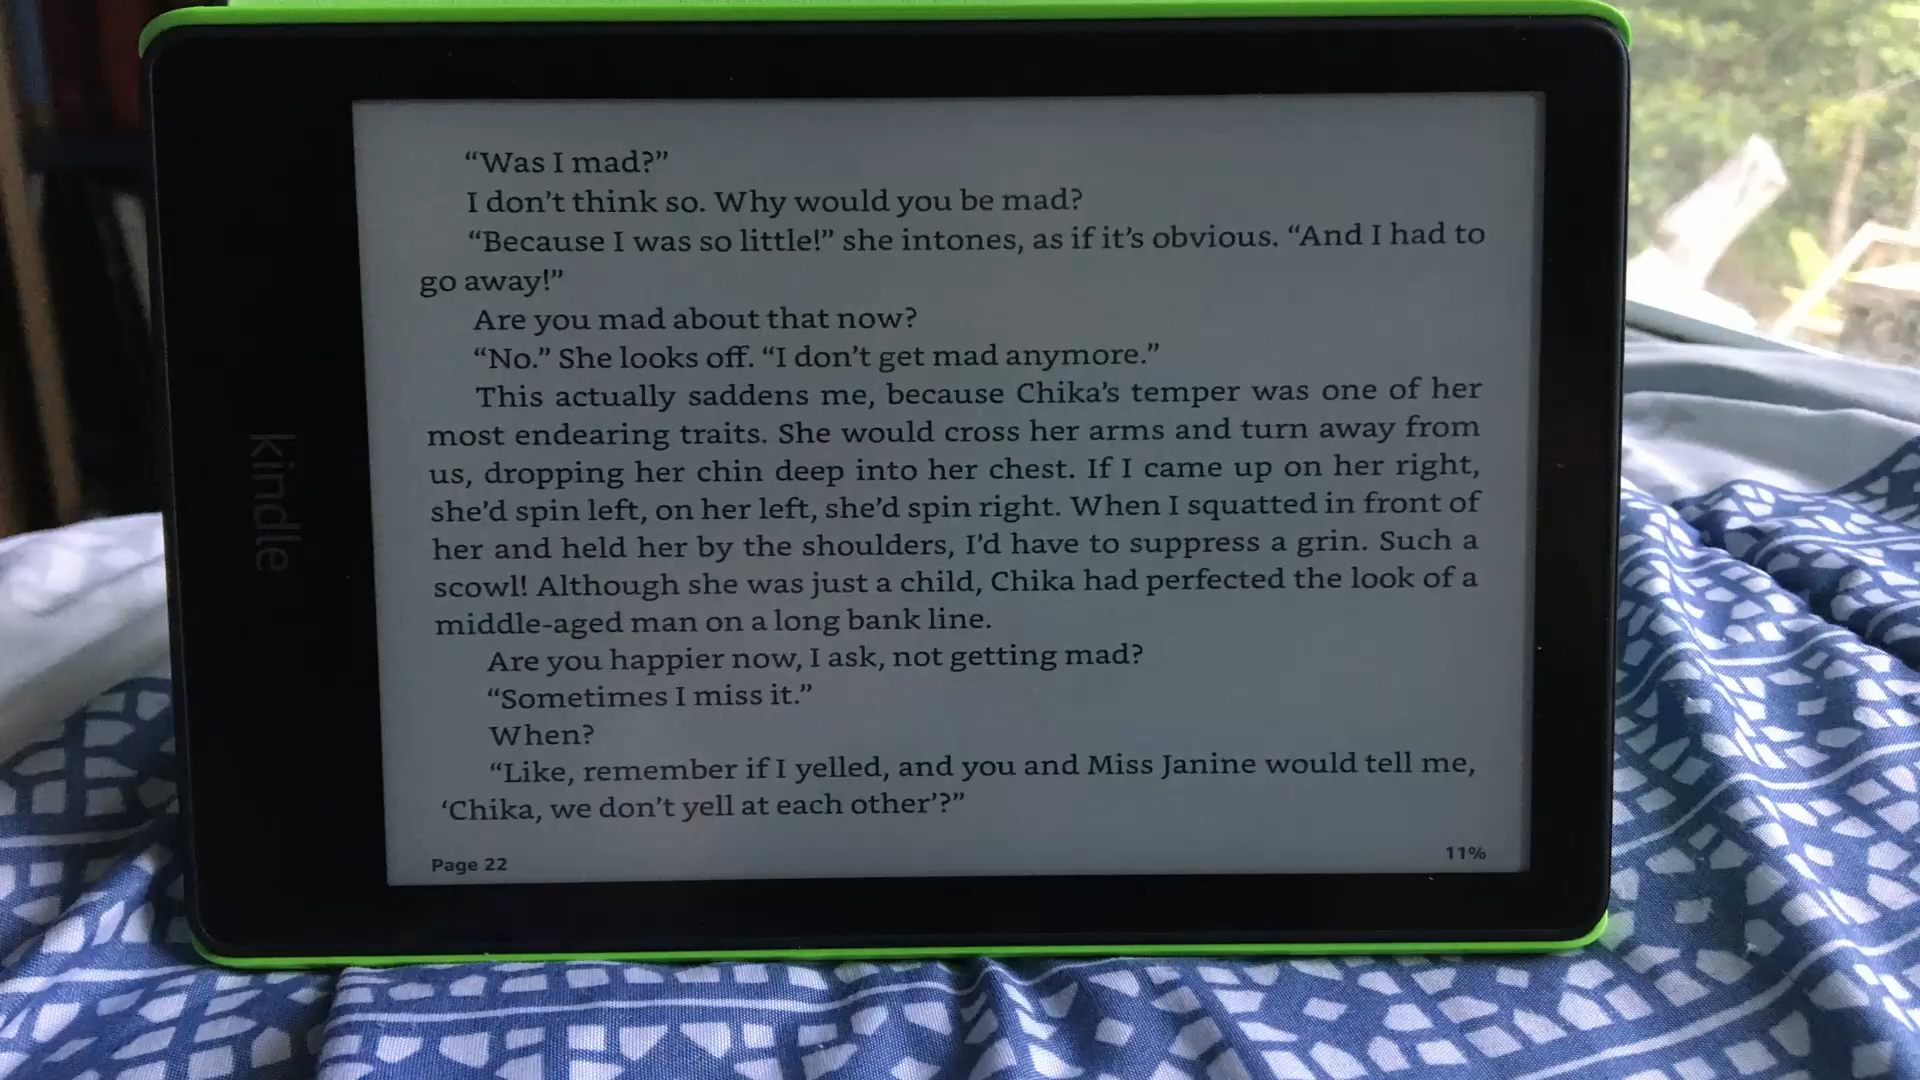 “Was I mad?”
I don’t think so. Why would you be mad?
“Because I was so little!” she intones, as if it’s obvious. “And I had to
go away!”
Are you mad about that now?
“No.” She looks off. “I don’t get mad anymore.”
This actually saddens me, because Chika’s temper was one of her
most endearing traits. She would cross her arms and turn away from
us, dropping her chin deep into her chest. If I came up on her right,
she’d spin left, on her left, she’d spin right. When I squatted in front of
her and held her by the shoulders, I’d have to suppress a grin. Such a
scowl! Although she was just a child, Chika had perfected the look of a
middle-aged man on a long bank line.
Are you happier now, I ask, not getting mad?
“Sometimes I miss it.”
When?
“Like, remember if I yelled, and you and Miss Janine would tell me,
‘Chika, we don’t yell at each other’?”
Page 22
11%
kindle